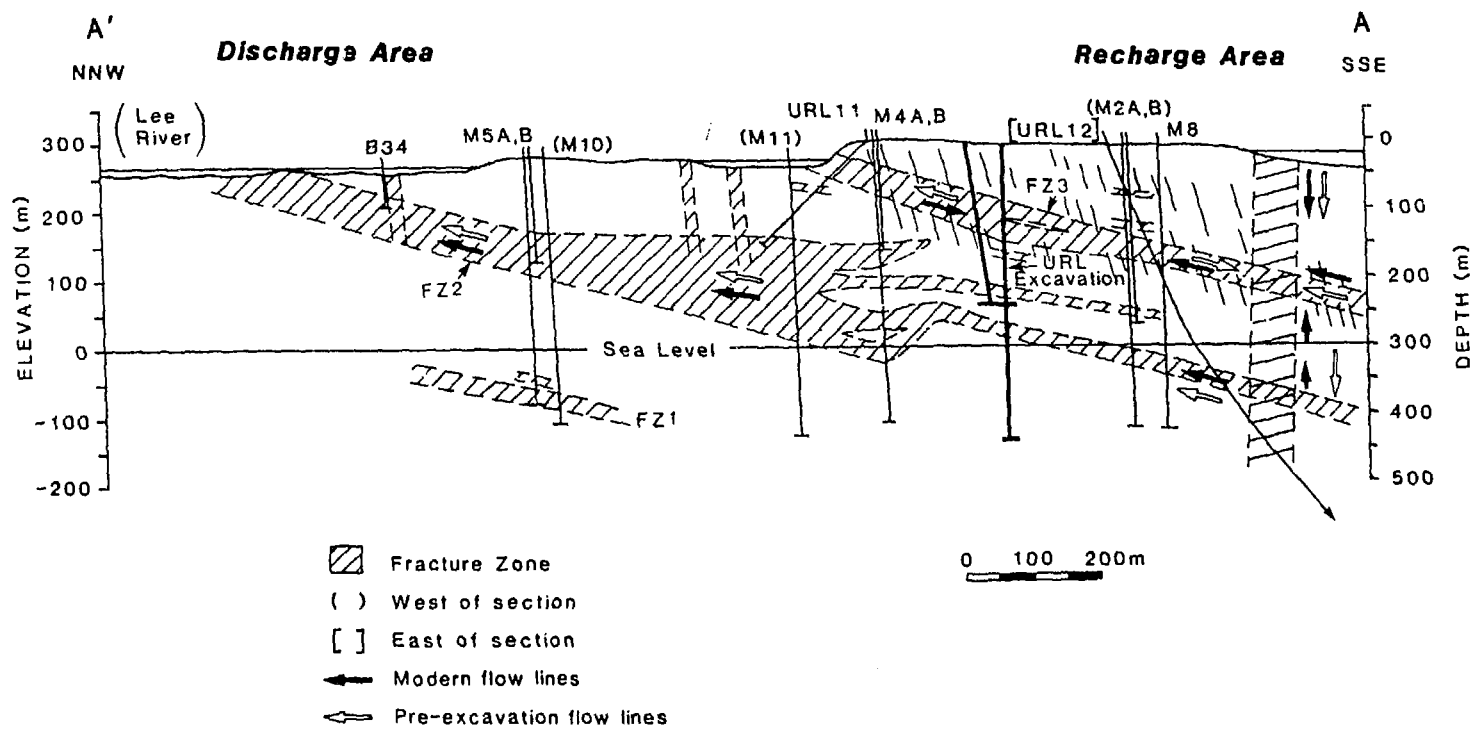 A'
A
Discharge Area
Recharge Area
NNW
SSE
(Lee River)
B34
M5A,B
(M10)
(M11)
URL11
M4A,B
[URL12]
(M2A,B)
M8
300
200
100
0
-100
-200
ELEVATION (m)
0
100
200
300
400
500
DEPTH (m)
FZ3
FZ2
URL Excavation
Sea Level
FZ1
Fracture Zone
( ) West of section
[ ] East of section
Modern flow lines
Pre-excavation flow lines
0 100 200m